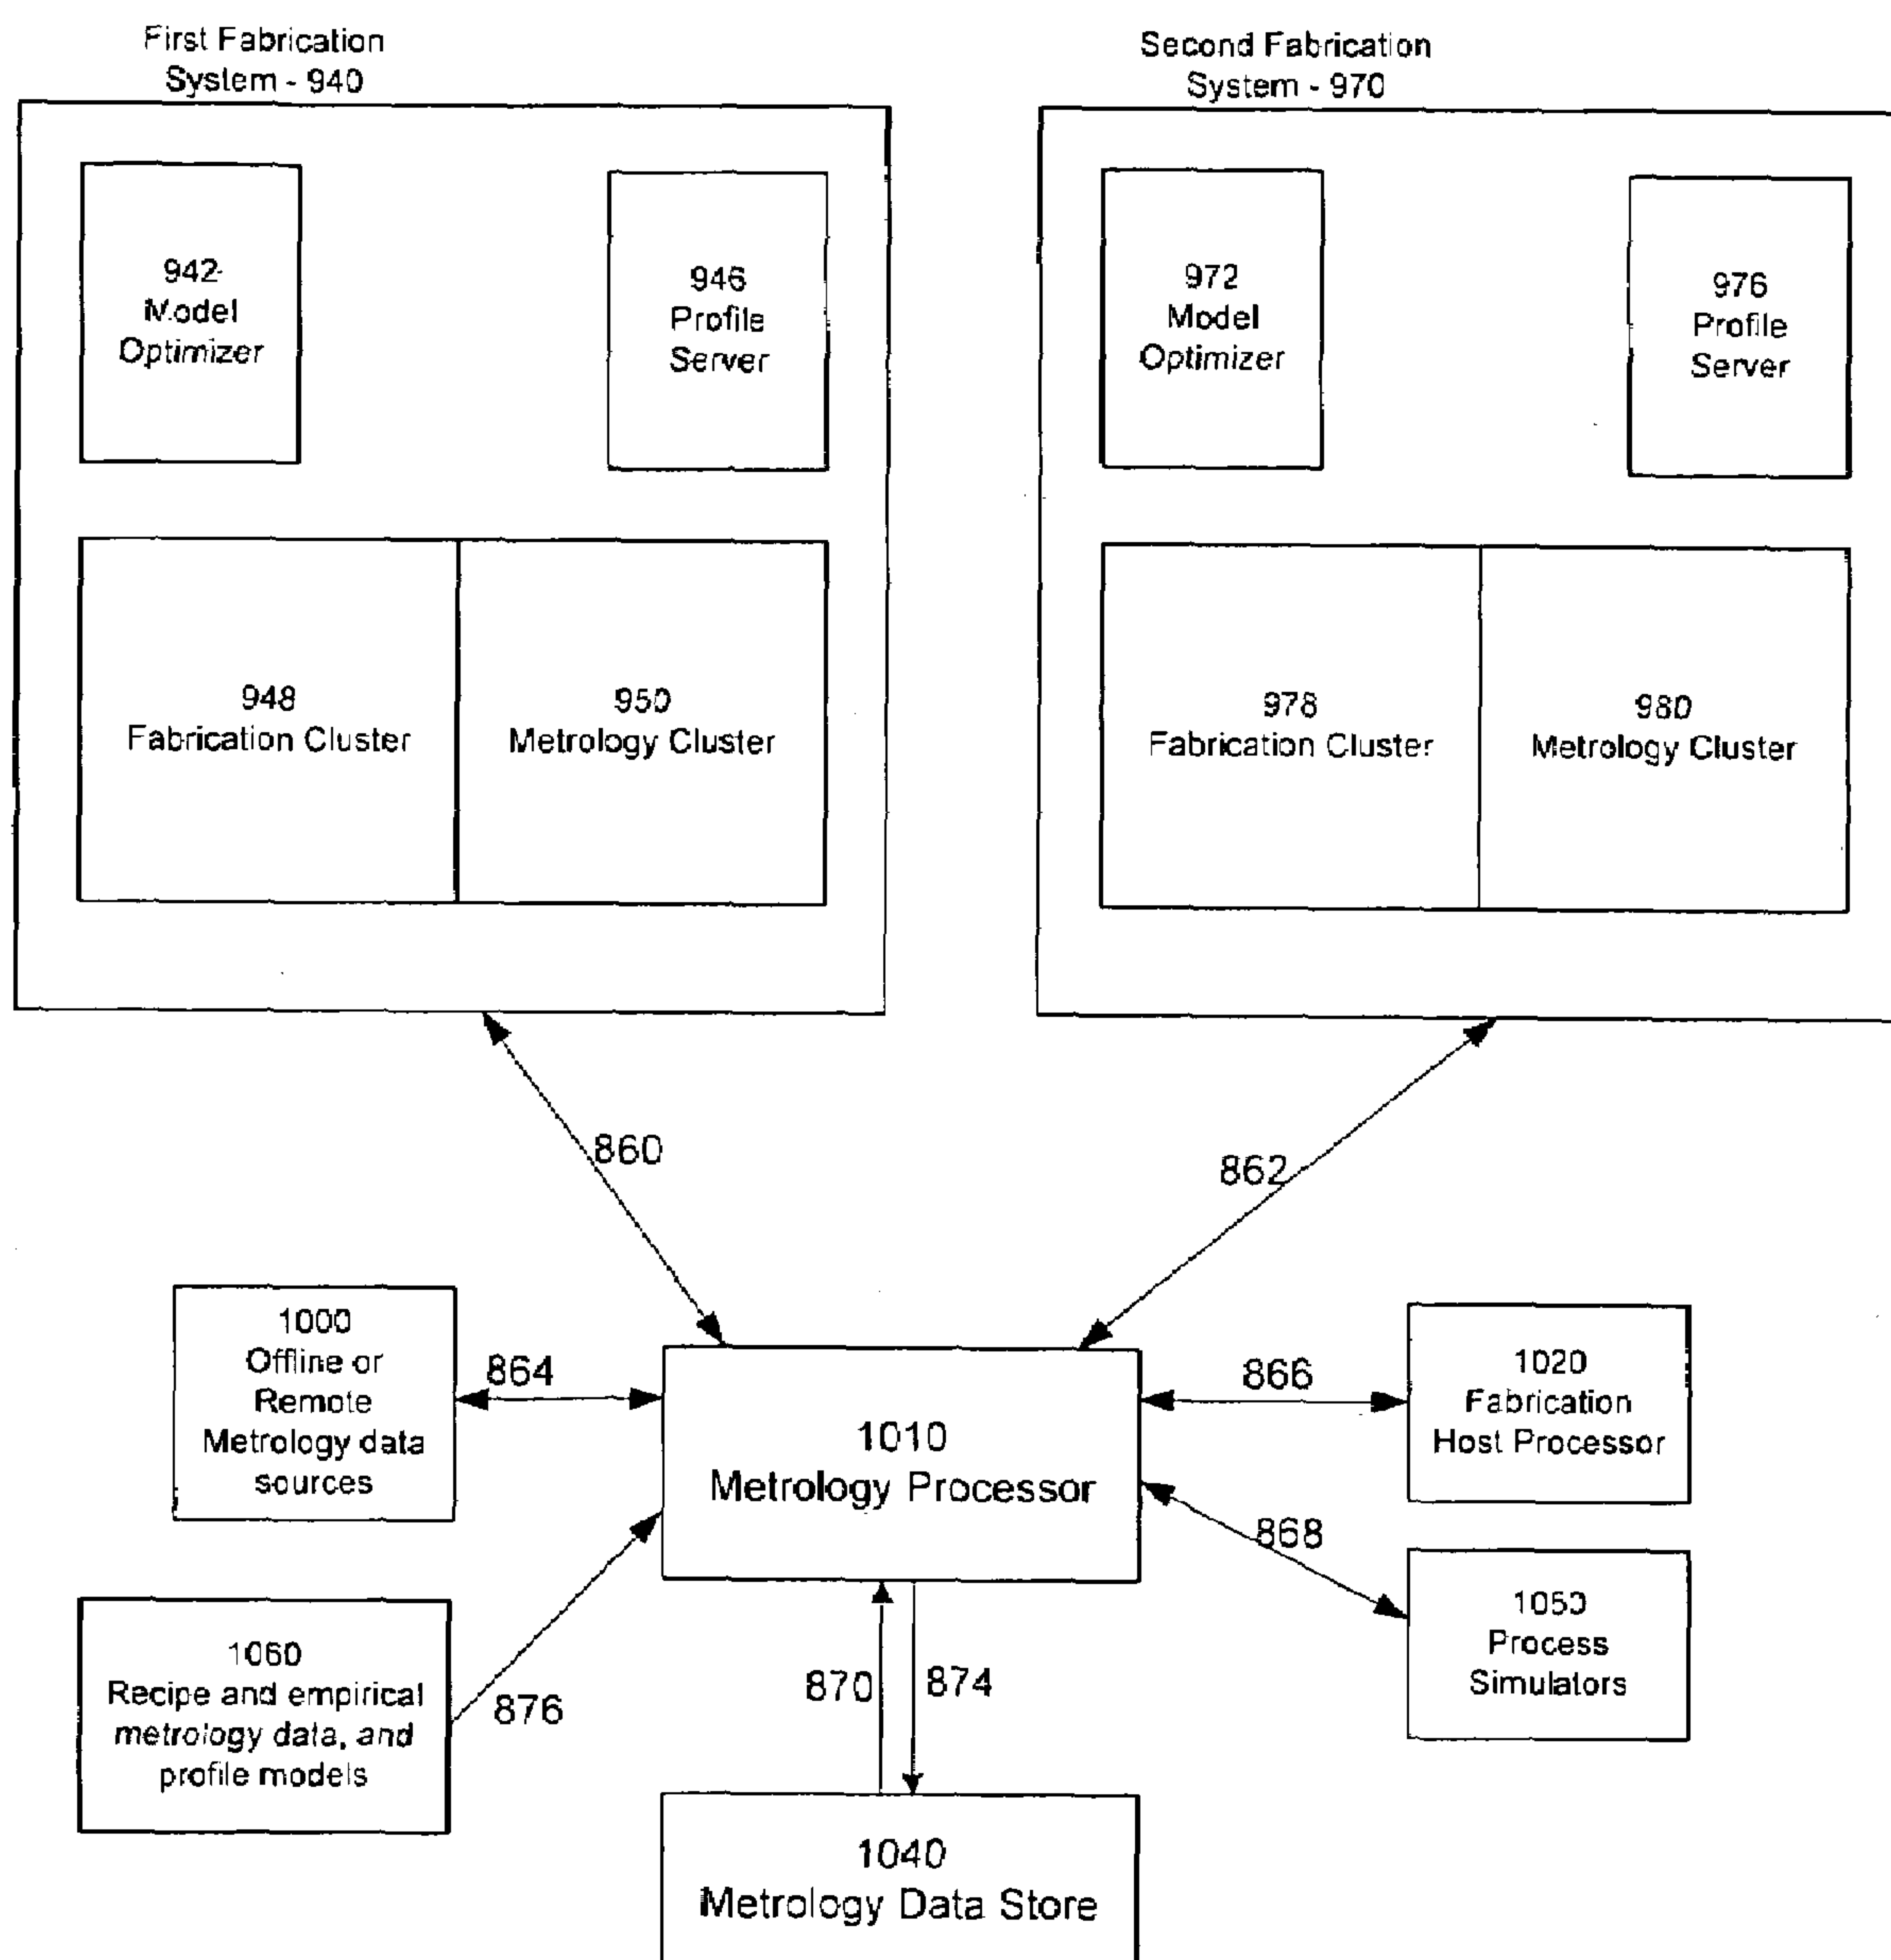 First Fabrication
System - 940
Second Fabrication
System - 970
942
Model
Optimizer
946
Profile
Server
972
Model
Optimizer
976
Profile
Server
948
Fabrication Cluster
950
Metrology Cluster
978
Fabrication Cluster
980
Metrology Cluster
860
862
1000
Offline or
Remote
Metrology data
sources
864
1010
Metrology Processor
866
1020
Fabrication
Host Processor
868
1050
Process
Simulators
1060
Recipe and empirical
metrology data, and
profile models
876
870
874
1040
Metrology Data Store